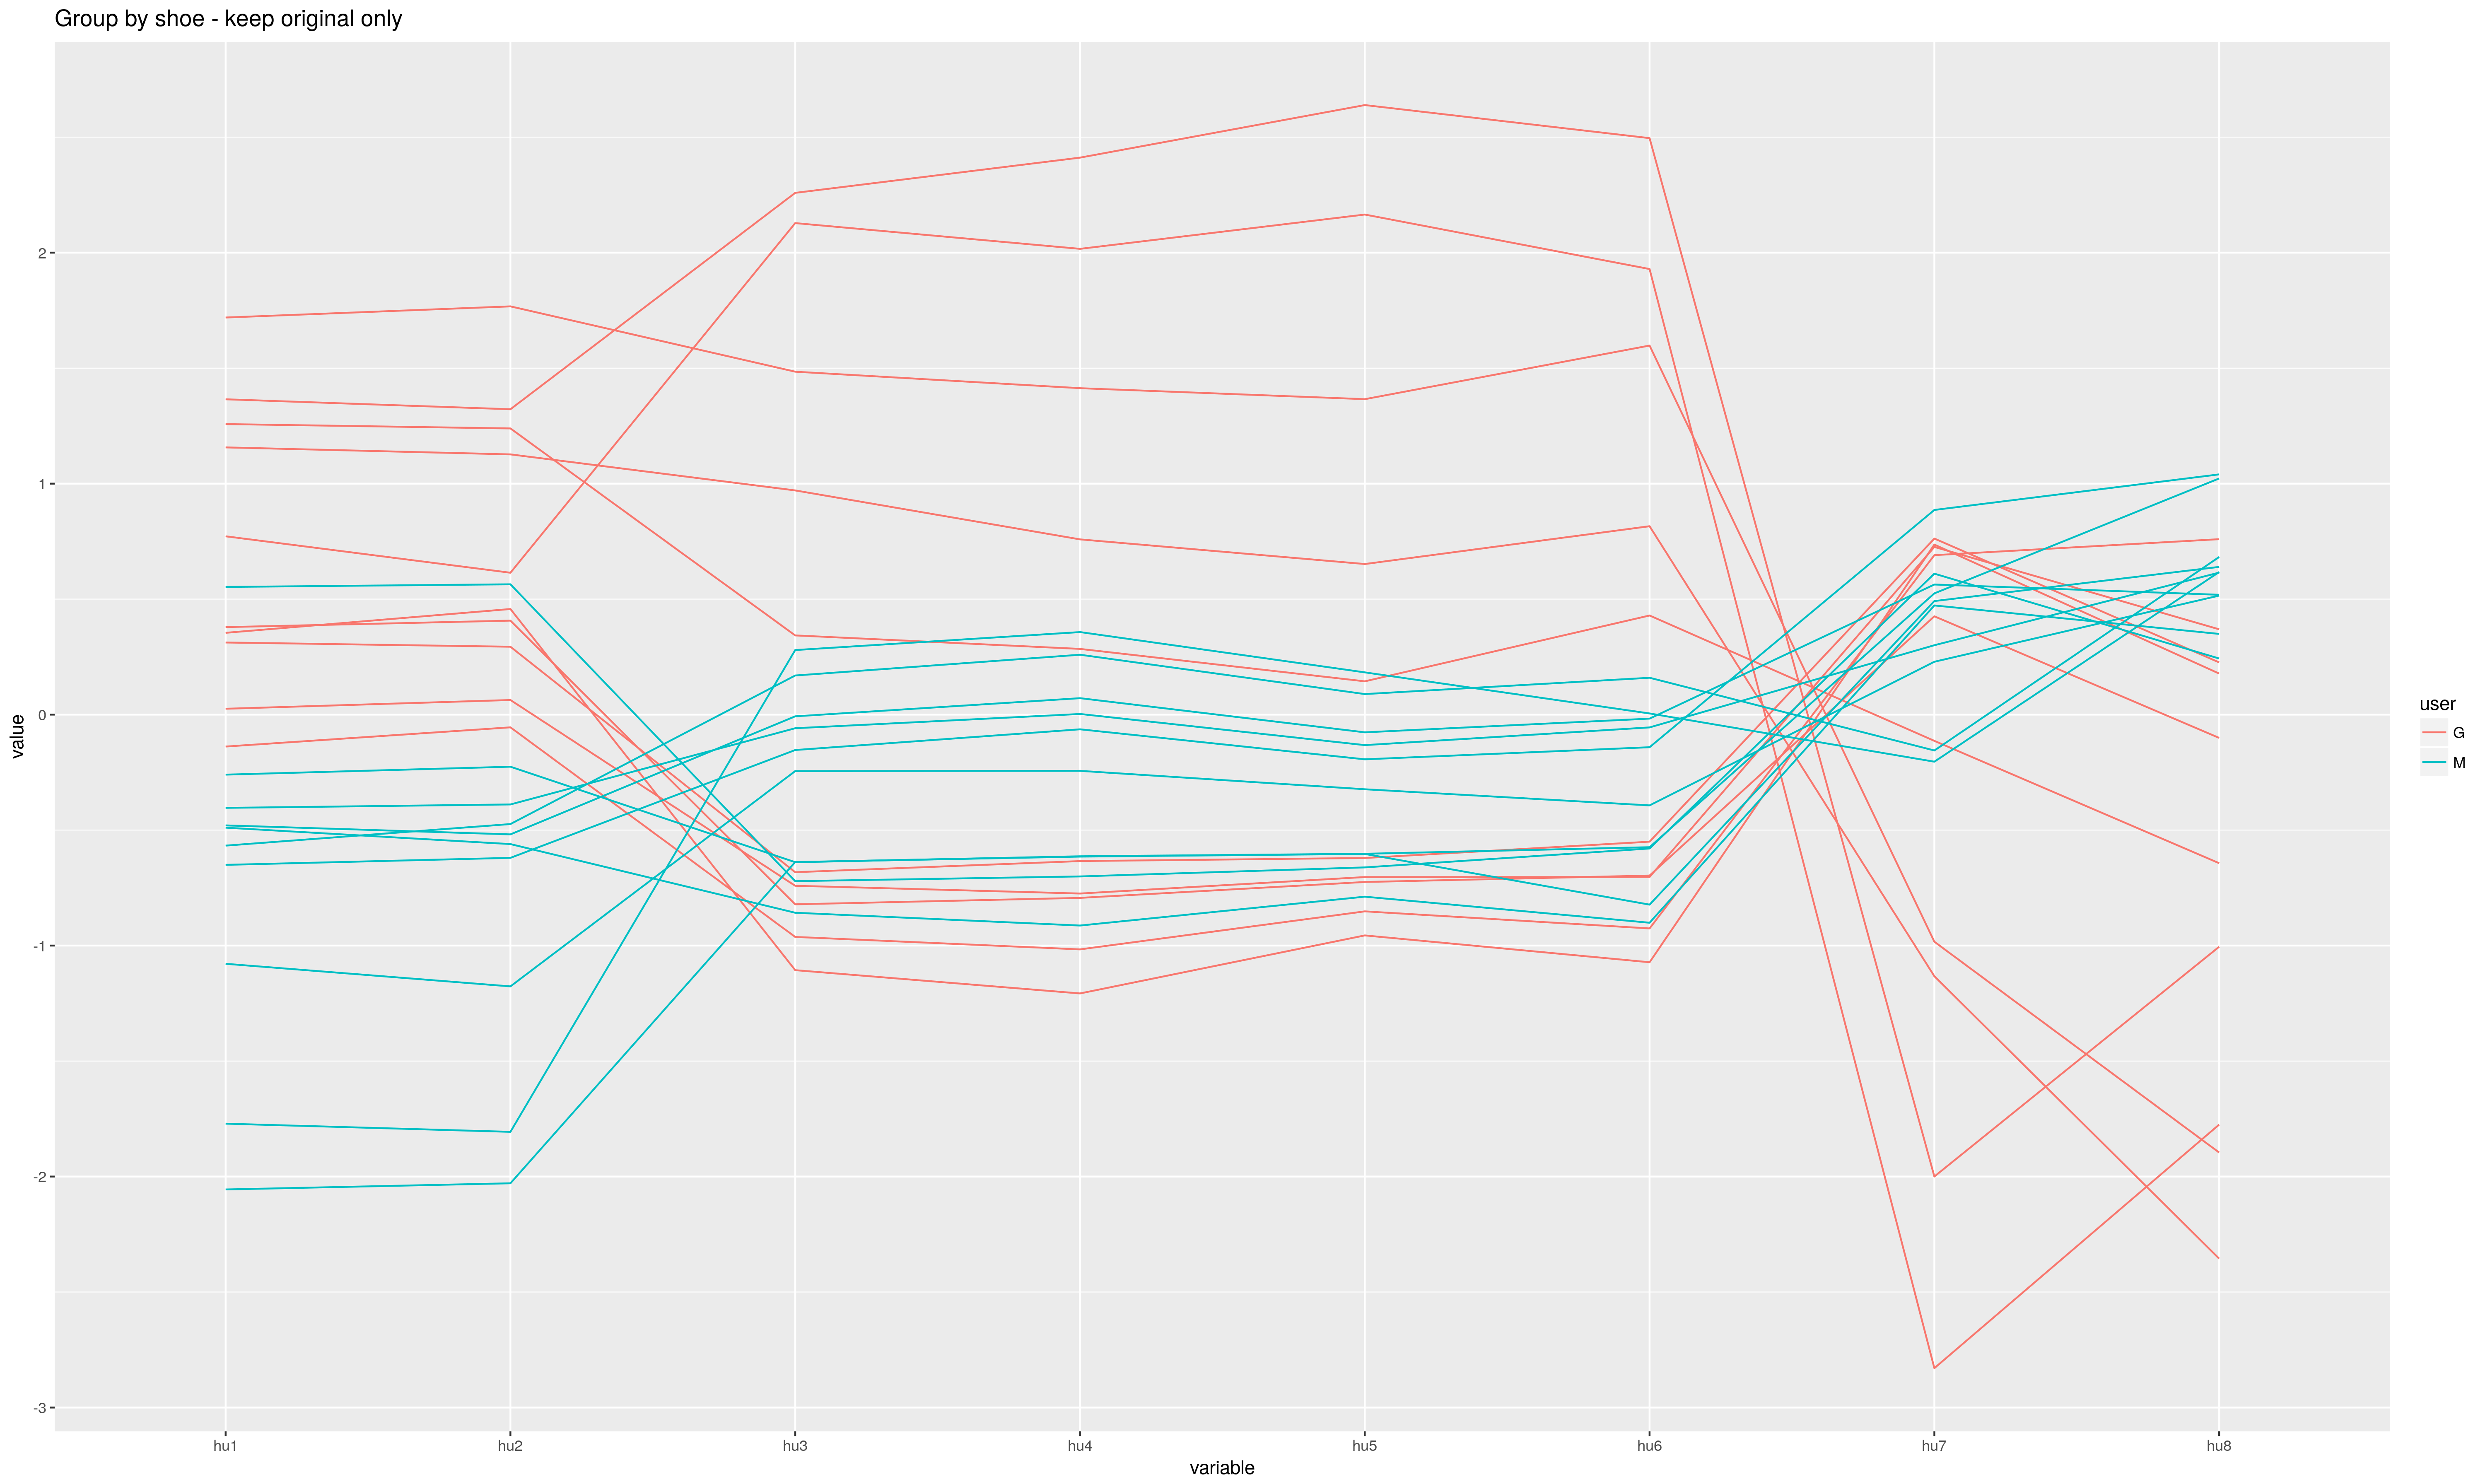 Group by shoe - keep original only
value
2
1
0
-1
-2
-3
hu1 hu2 hu3 hu4 hu5 hu6 hu7 hu8
variable
user
G
M